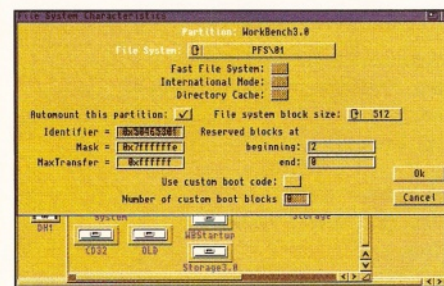 File System Characteristics
Partition: WorkBench3.0
File System: PFS\01
Fast File System:
International Mode:
Directory Cache:
Automount this partition: File system block size: 512
Identifier = 0x50465301 Reserved blocks at
Mask = 0x7ffffffe beginning: 2
MaxTransfer = 0xffffff end: 0
Use custom boot code:
Ok
Number of custom boot blocks 0
Cancel
DH1 System Storage
CD32 OLD WBStartup
Storage3.0